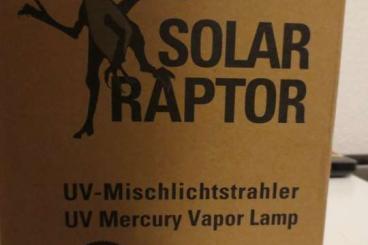 SOLAR
RAPTOR
UV-Mischlichtstrahler
UV Mercury Vapor Lamp